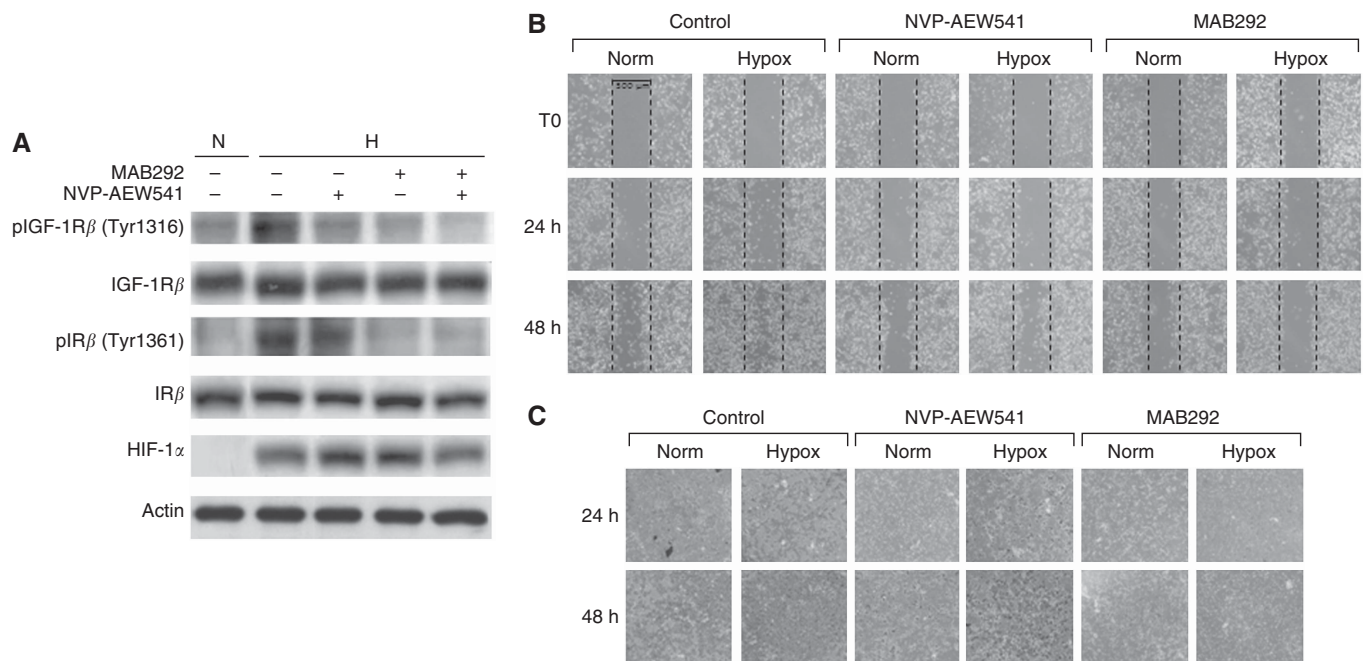 A
N H
MAB292 – – – + +
NVP-AEW541 – – + – +
pIGF-1Rβ (Tyr1316)
IGF-1Rβ
pIRβ (Tyr1361)
IRβ
HIF-1α
Actin
B
Control NVP-AEW541 MAB292
Norm Hypox Norm Hypox Norm Hypox
T0
24 h
48 h
C
Control NVP-AEW541 MAB292
Norm Hypox Norm Hypox Norm Hypox
24 h
48 h